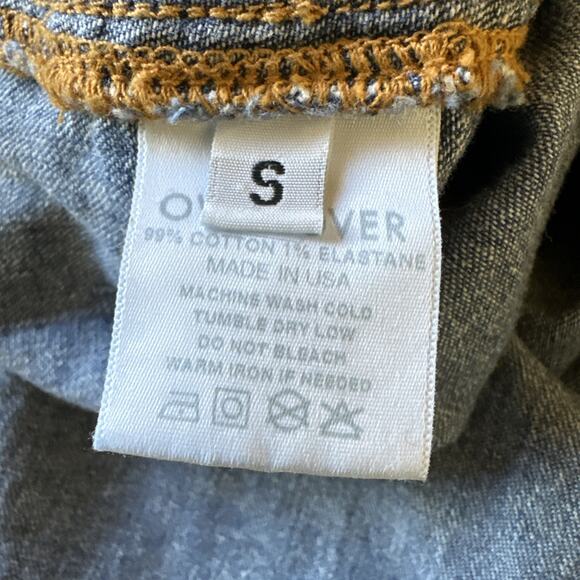 S
99% COTTON 1% ELASTANE
MADE IN USA
MACHINE WASH COLD
TUMBLE DRY LOW
DO NOT BLEACH
WARM IRON IF NEEDED